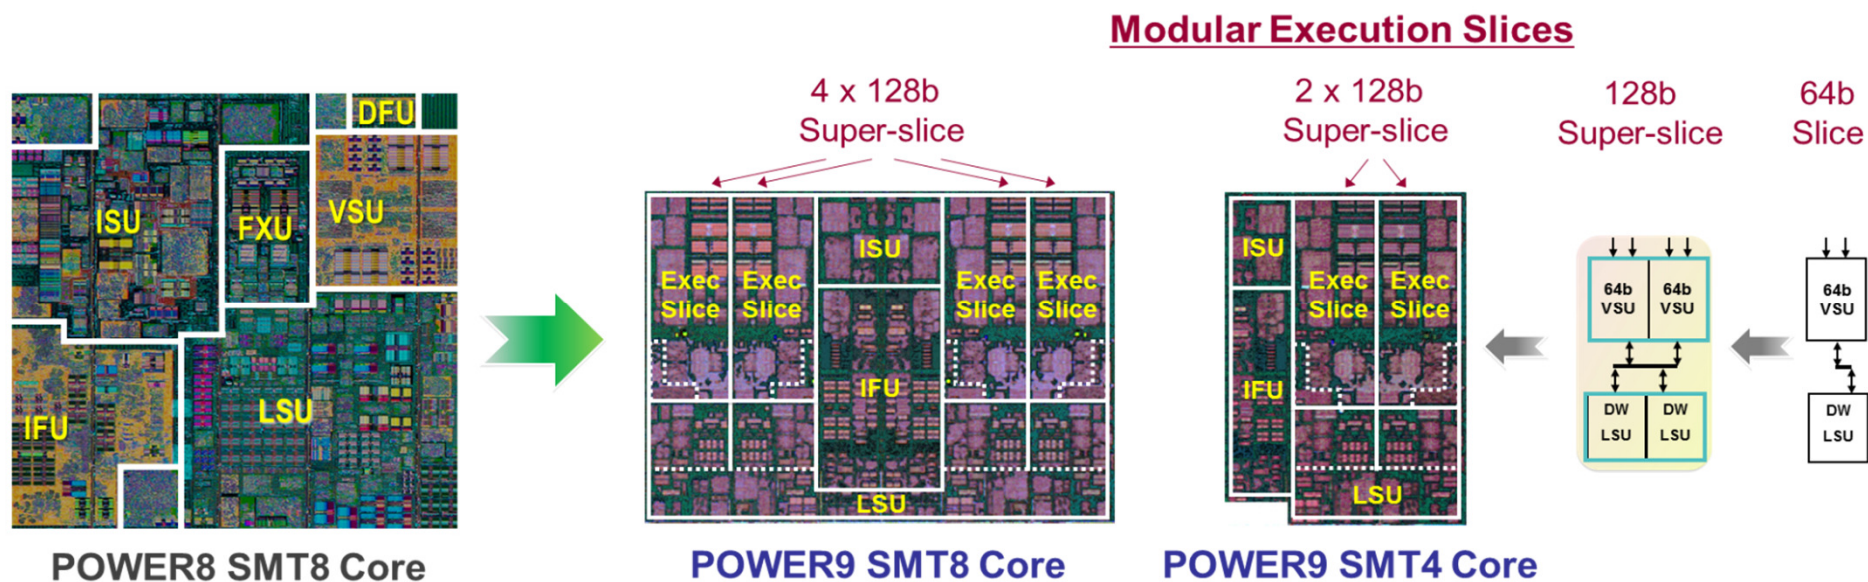 Modular Execution Slices
4 x 128b
Super-slice
2 x 128b
Super-slice
128b
Super-slice
64b
Slice
DFU
ISU
FXU
VSU
IFU
LSU
POWER8 SMT8 Core
Exec
Slice
Exec
Slice
ISU
Exec
Slice
Exec
Slice
IFU
LSU
POWER9 SMT8 Core
ISU
Exec
Slice
Exec
Slice
IFU
LSU
POWER9 SMT4 Core
64b
VSU
64b
VSU
DW
LSU
DW
LSU
64b
VSU
DW
LSU